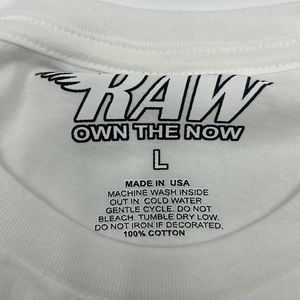 RAW
OWN THE NOW
L
MADE IN USA
MACHINE WASH INSIDE
OUT IN COLD WATER
GENTLE CYCLE. DO NOT
BLEACH. TUMBLE DRY LOW.
DO NOT IRON IF DECORATED.
100% COTTON